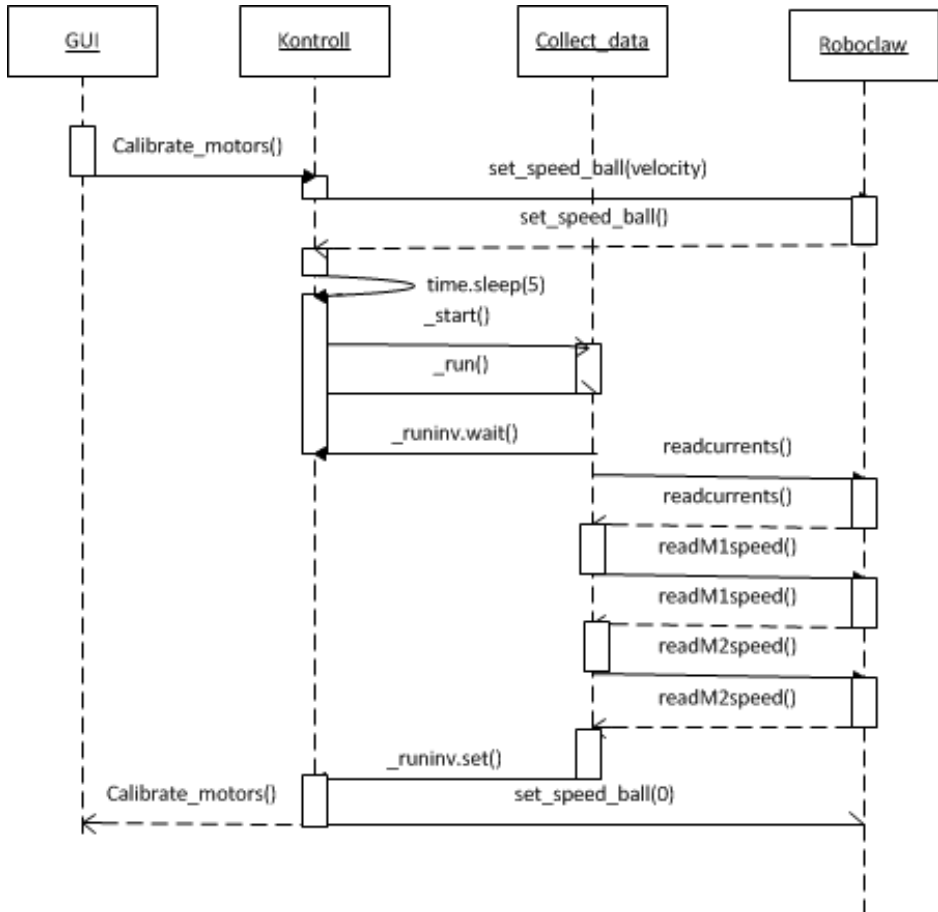 GUI
Kontroll
Collect_data
Roboclaw
Calibrate_motors()
set_speed_ball(velocity)
set_speed_ball()
time.sleep(5)
_start()
_run()
_runinv.wait()
readcurrents()
readcurrents()
readM1speed()
readM1speed()
readM2speed()
readM2speed()
_runinv.set()
Calibrate_motors()
set_speed_ball(0)